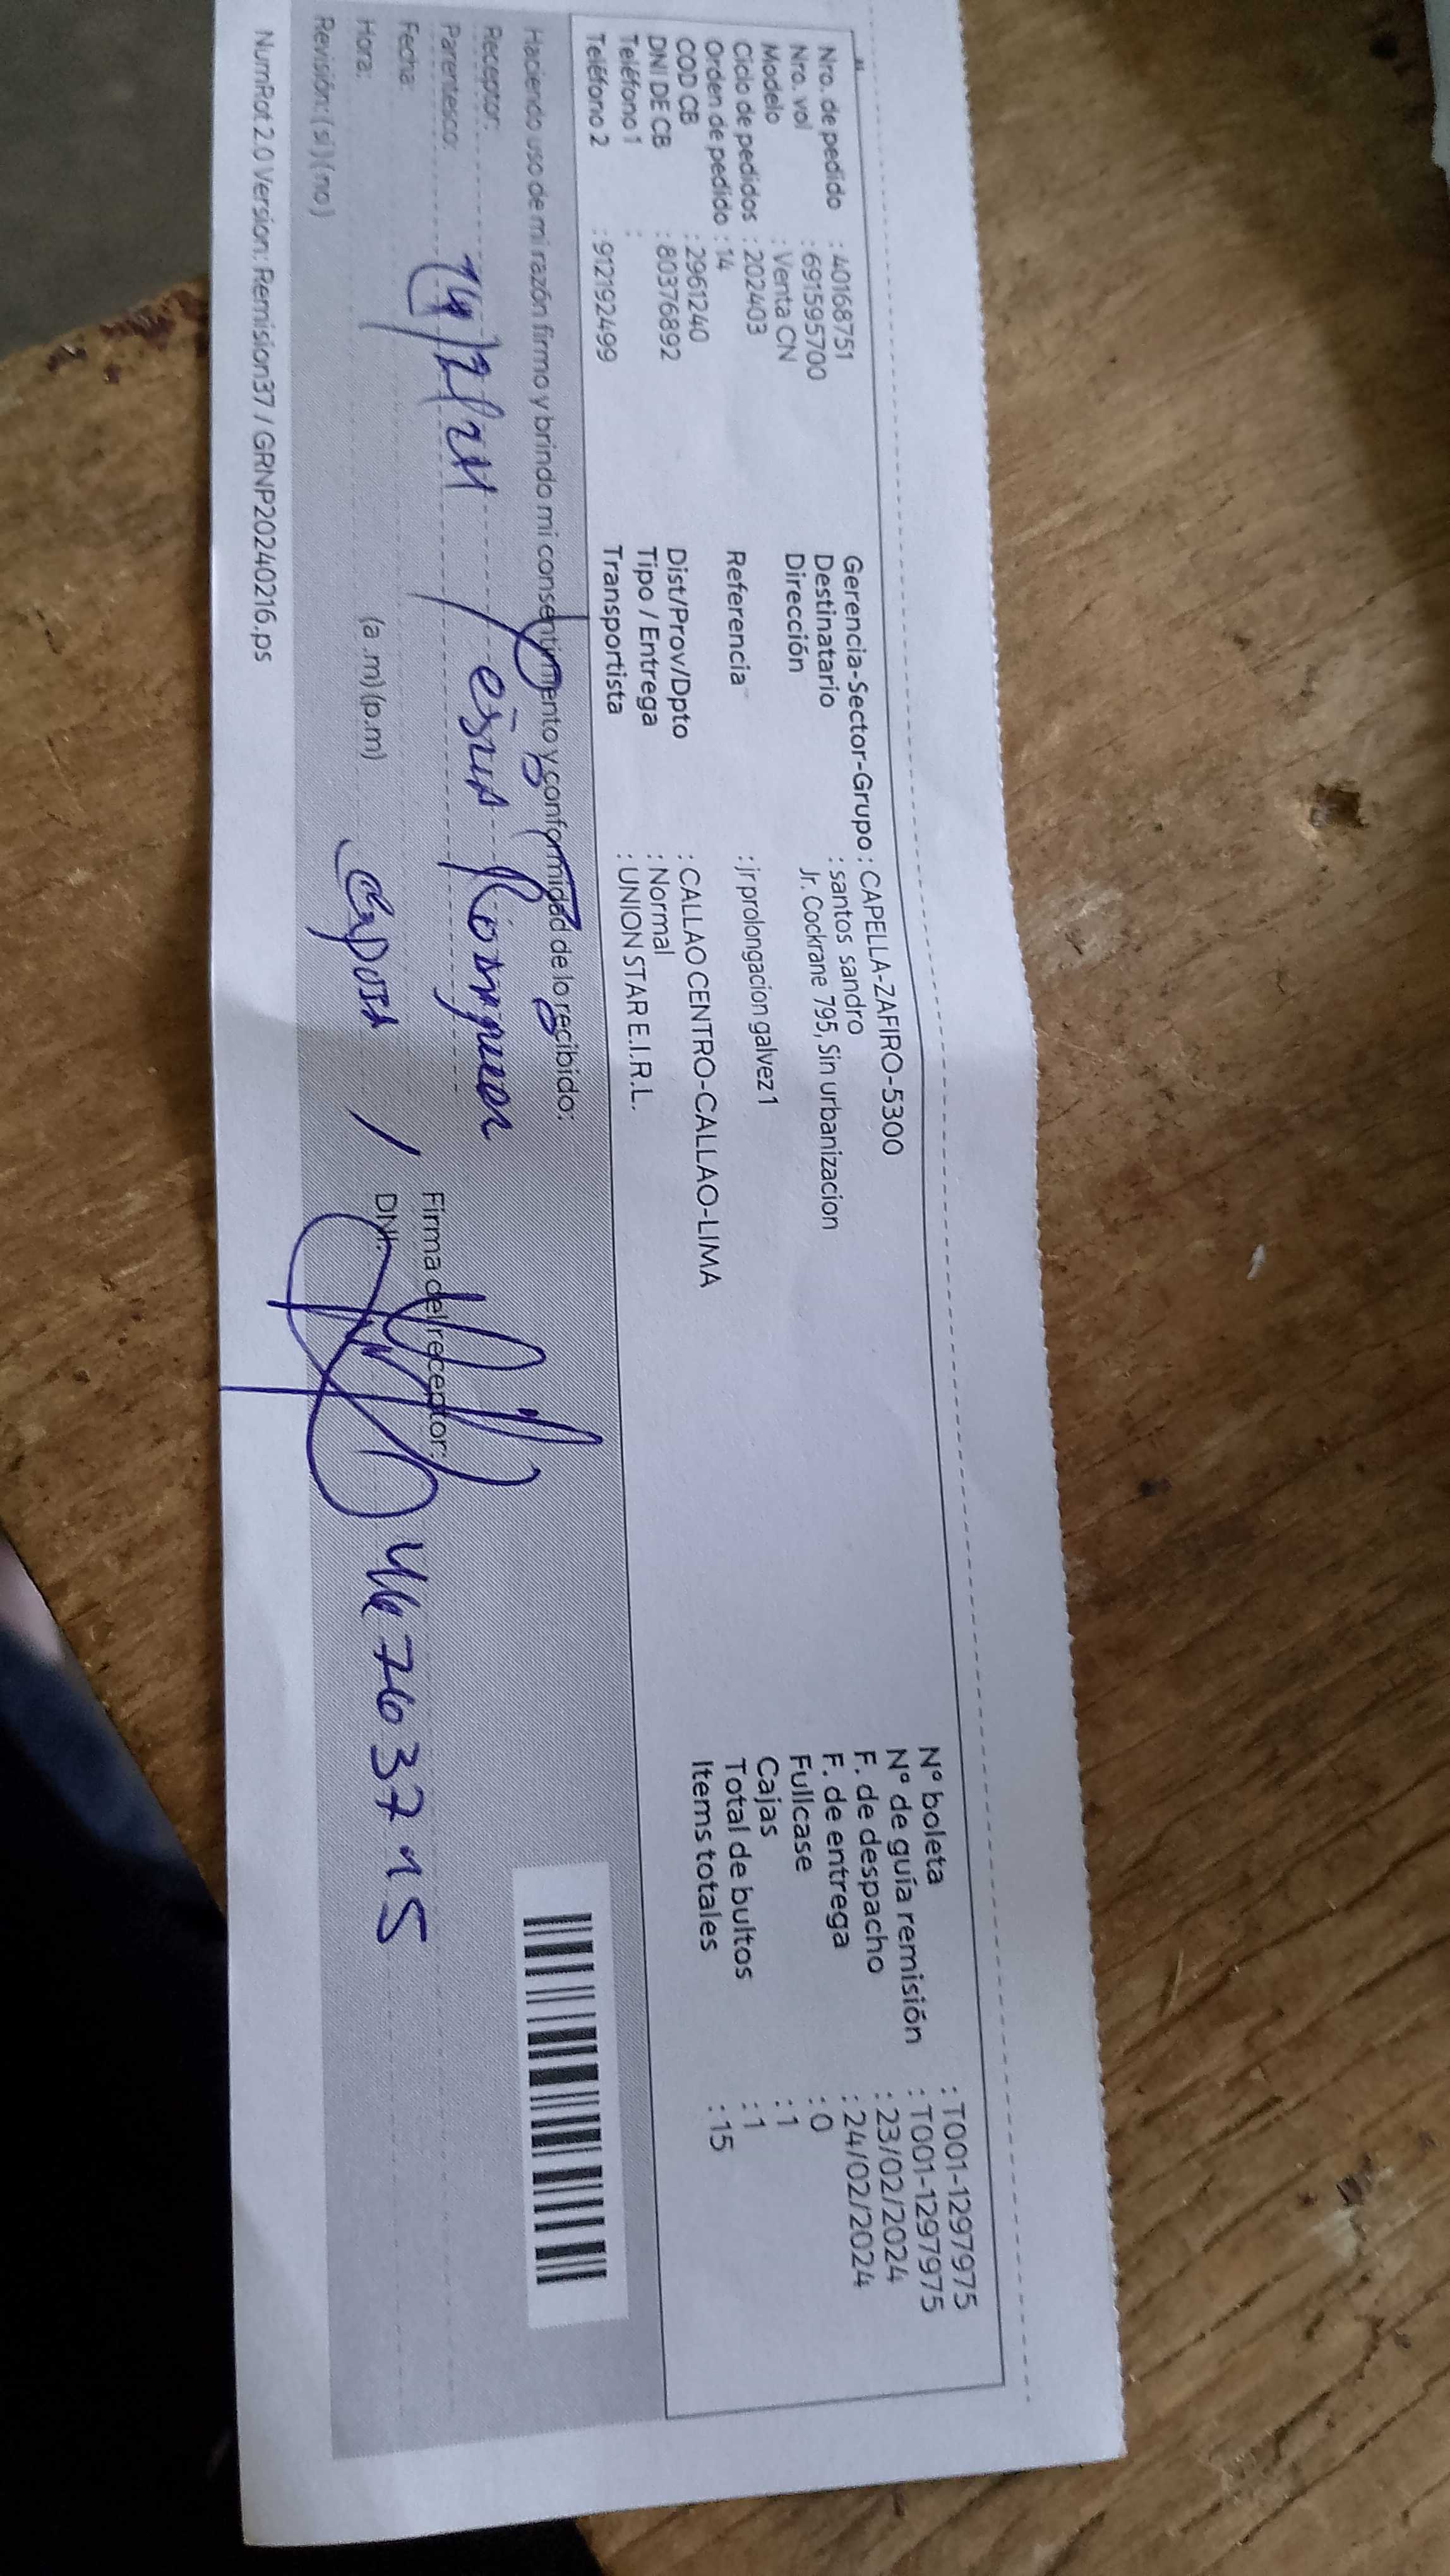 Nro. de pedido : 40168751
Nro. vol : 691595700
Modelo : Venta CN
Ciclo de pedidos : 202403
Orden de pedido : 14
COD CB : 2961240
DNI DE CB : 80376892
Teléfono 1 :
Teléfono 2 : 912192499
Gerencia-Sector-Grupo : CAPELLA-ZAFIRO-5300
Destinatario : santos sandro
Dirección Jr. Cockrane 795, Sin urbanizacion
Referencia : jr prolongacion galvez 1
Dist/Prov/Dpto : CALLAO CENTRO-CALLAO-LIMA
Tipo / Entrega : Normal
Transportista : UNION STAR E.I.R.L.
Nº boleta : T001-1297975
Nº de guía remisión : T001-1297975
F. de despacho : 23/02/2024
F. de entrega : 24/02/2024
Fullcase : 0
Cajas : 1
Total de bultos : 1
Items totales : 15
Haciendo uso de mi razón firmo y brindo mi consentimiento y conformidad de lo recibido:
Receptor:
Parentesco:
Fecha:
Hora: (a .m) (p.m)
Revisión: ( si ) ( no )
Firma del receptor:
DNI: 46763715
NumRot 2.0 Version: Remision37 / GRNP20240216.ps